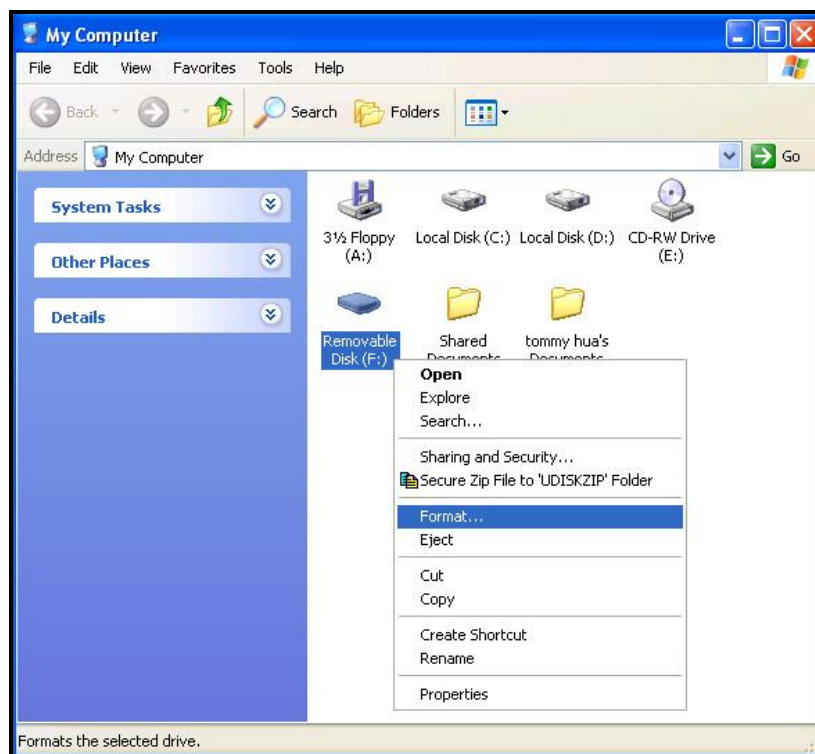 My Computer
File Edit View Favorites Tools Help
Back Search Folders
Address My Computer Go
System Tasks
Other Places
Details
3½ Floppy (A:)
Local Disk (C:)
Local Disk (D:)
CD-RW Drive (E:)
Removable Disk (F:)
Shared Documents
tommy hua's Documents
Open
Explore
Search...
Sharing and Security...
Secure Zip File to 'UDISKZIP' Folder
Format...
Eject
Cut
Copy
Create Shortcut
Rename
Properties
Formats the selected drive.